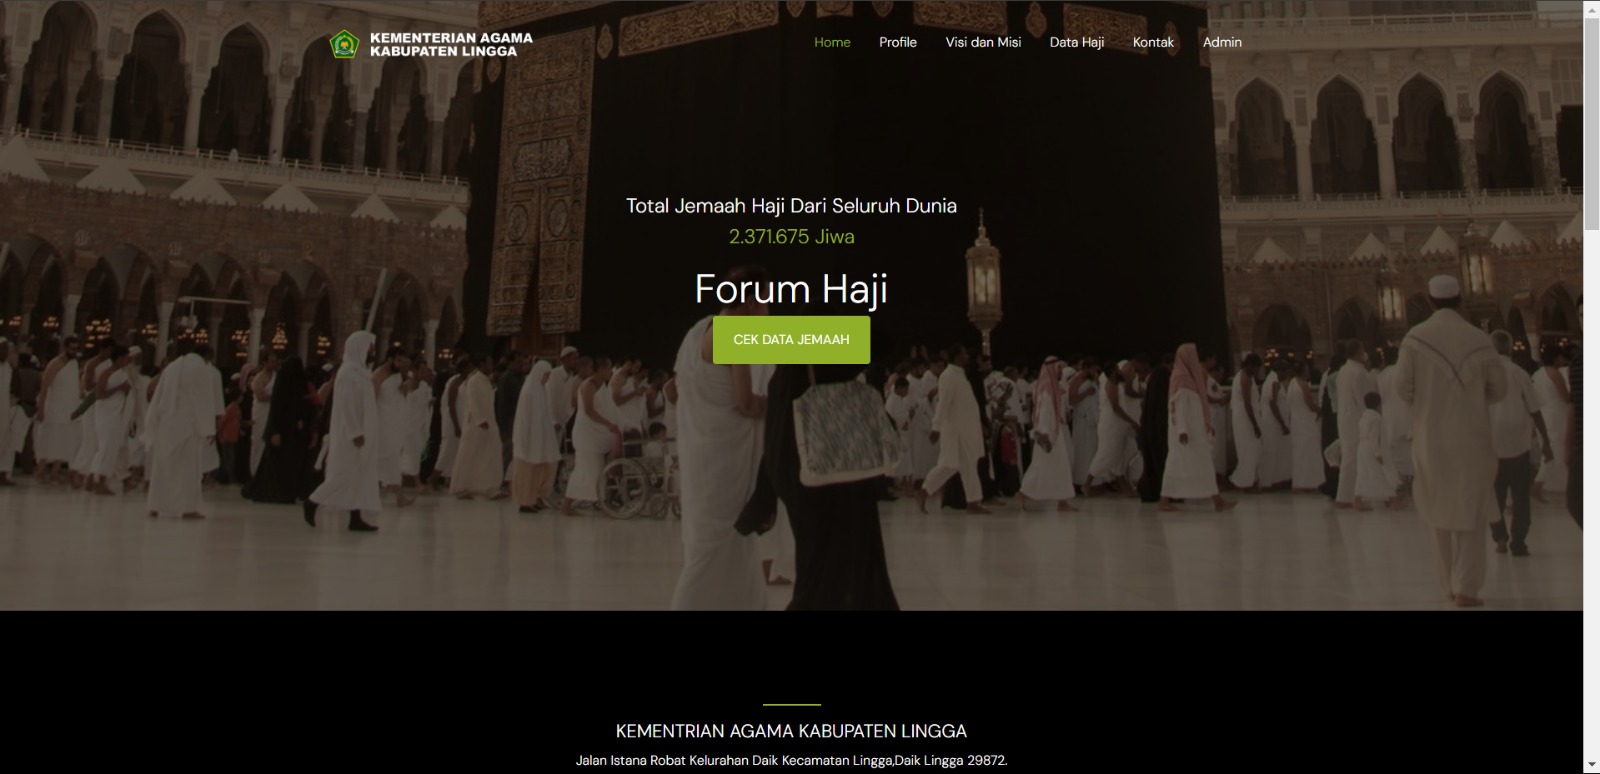 KEMENTERIAN AGAMA
KABUPATEN LINGGA
Home Profile Visi dan Misi Data Haji Kontak Admin
Total Jemaah Haji Dari Seluruh Dunia
2.371.675 Jiwa
Forum Haji
CEK DATA JEMAAH
KEMENTRIAN AGAMA KABUPATEN LINGGA
Jalan Istana Robat Kelurahan Daik Kecamatan Lingga,Daik Lingga 29872.